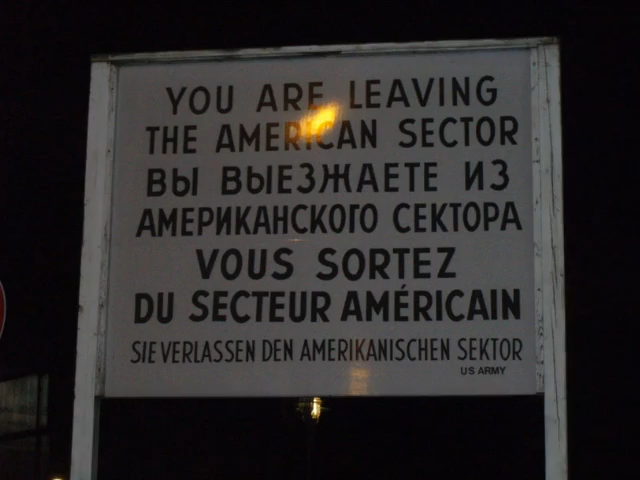 YOU ARE LEAVING
THE AMERICAN SECTOR
ВЫ ВЫЕЗЖАЕТЕ ИЗ
АМЕРИКАНСКОГО СЕКТОРА
VOUS SORTEZ
DU SECTEUR AMÉRICAIN
SIE VERLASSEN DEN AMERIKANISCHEN SEKTOR
US ARMY